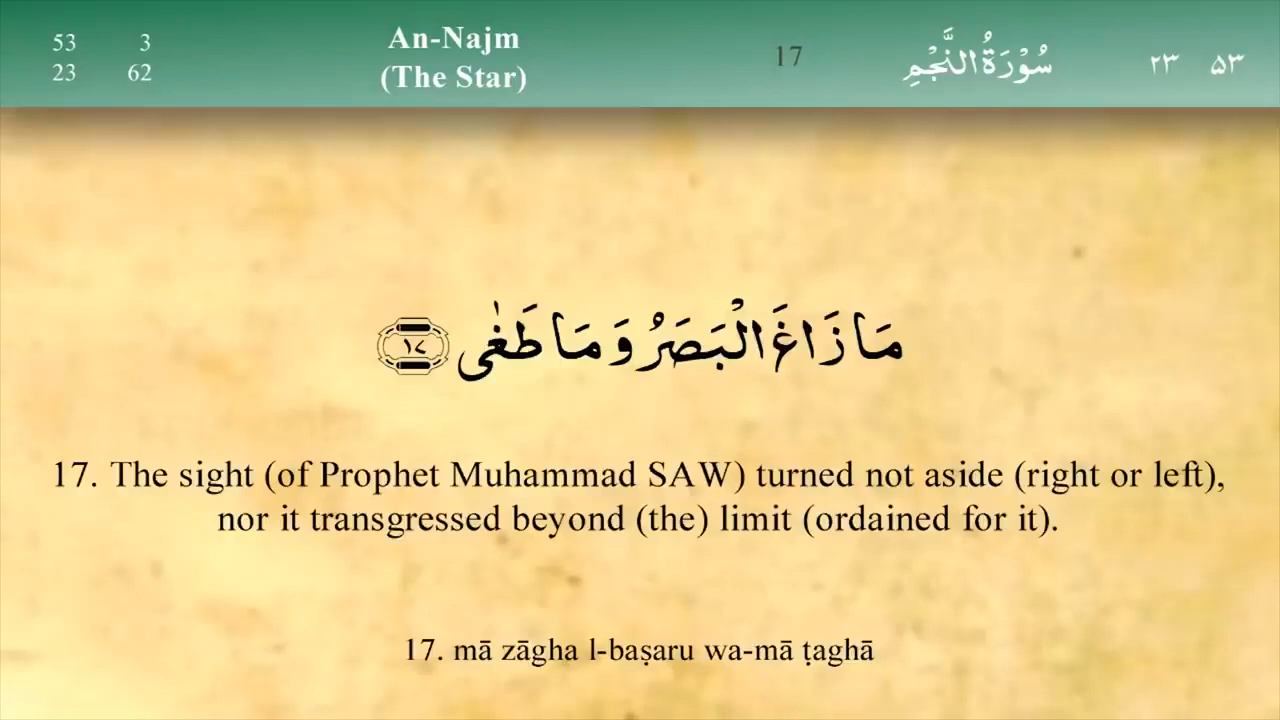 53 3
23 62
An-Najm
(The Star)
17
سُوْرَةُ النَّجْمِ
٢٣ ٥٣
مَا زَاغَ الْبَصَرُ وَمَا طَغٰى ١٧
17. The sight (of Prophet Muhammad SAW) turned not aside (right or left),
nor it transgressed beyond (the) limit (ordained for it).
17. mā zāgha l-baṣaru wa-mā ṭaghā